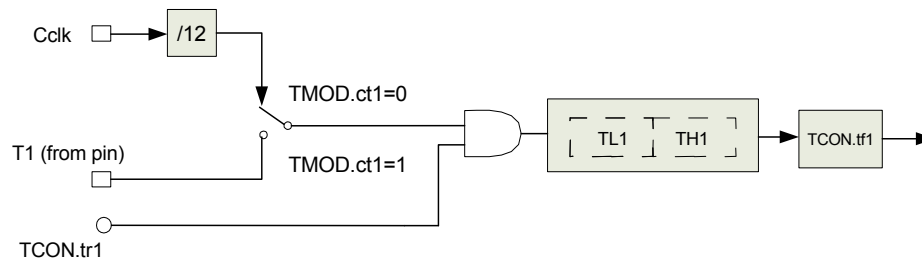 Cclk
/12
TMOD.ct1=0
T1 (from pin)
TMOD.ct1=1
TL1
TH1
TCON.tf1
TCON.tr1